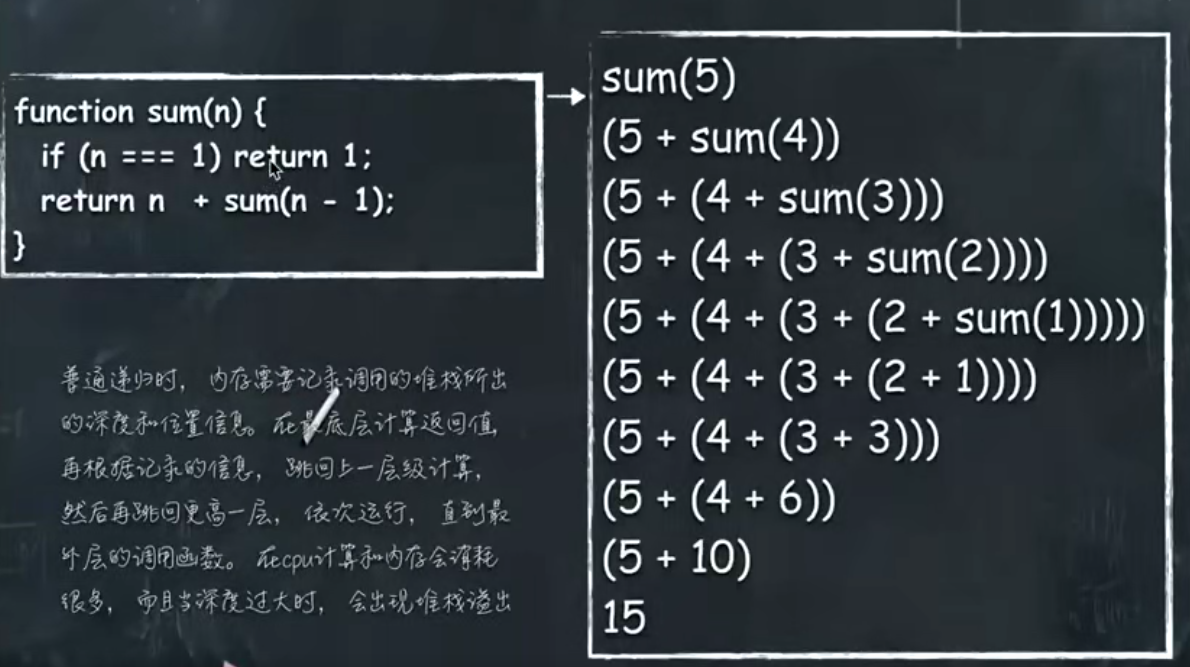 function sum(n) {
if (n === 1) return 1;
return n + sum(n - 1);
}
普通递归时，内存需要记录调用的堆栈所出
的深度和位置信息。在最底层计算返回值，
再根据记录的信息，跳回上一层级计算，
然后再跳回更高一层，依次运行，直到最
外层的调用函数。在cpu计算和内存会消耗
很多，而且当深度过大时，会出现堆栈溢出
sum(5)
(5 + sum(4))
(5 + (4 + sum(3)))
(5 + (4 + (3 + sum(2))))
(5 + (4 + (3 + (2 + sum(1)))))
(5 + (4 + (3 + (2 + 1))))
(5 + (4 + (3 + 3)))
(5 + (4 + 6))
(5 + 10)
15